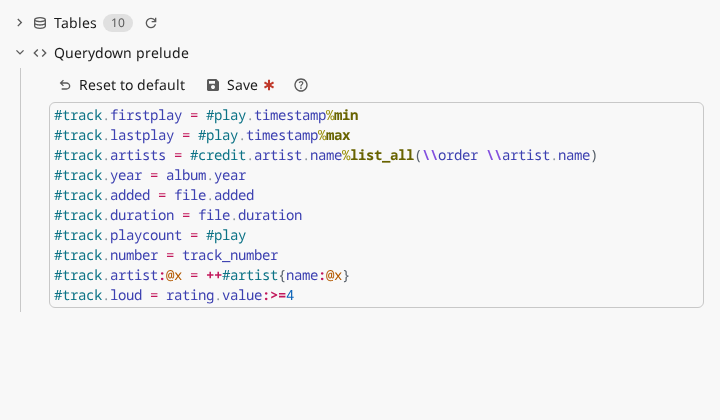 Tables 10
Querydown prelude
Reset to default Save *
#track.firstplay = #play.timestamp%min
#track.lastplay = #play.timestamp%max
#track.artists = #credit.artist.name%list_all(\\order \\artist.name)
#track.year = album.year
#track.added = file.added
#track.duration = file.duration
#track.playcount = #play
#track.number = track_number
#track.artist:@x = ++#artist{name:@x}
#track.loud = rating.value:>=4